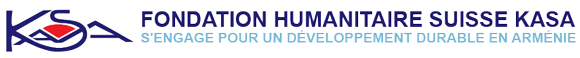 KASA
FONDATION HUMANITAIRE SUISSE KASA
S'ENGAGE POUR UN DÉVELOPPEMENT DURABLE EN ARMÉNIE